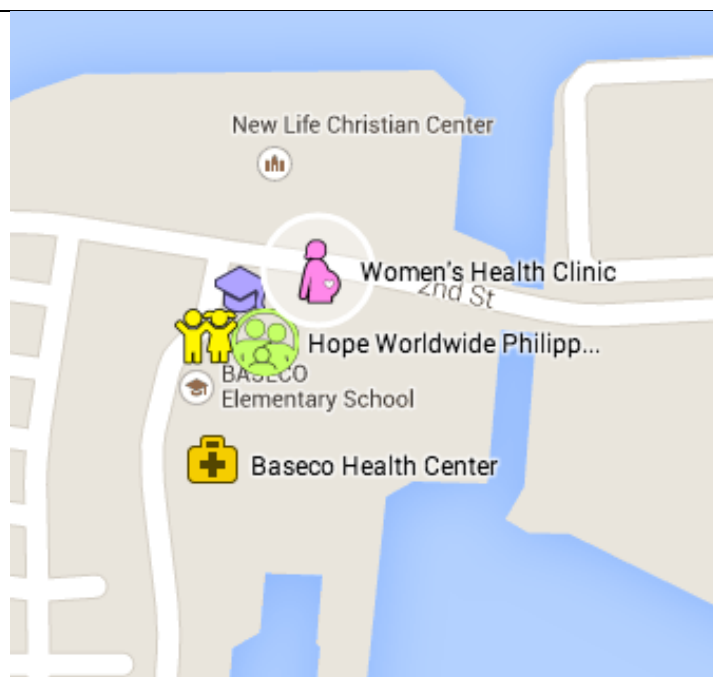 New Life Christian Center
Women's Health Clinic
2nd St
Hope Worldwide Philipp...
BASECO
Elementary School
Baseco Health Center